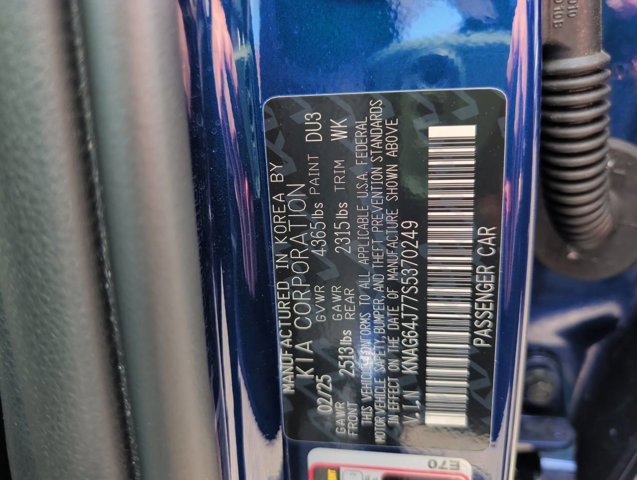 MANUFACTURED IN KOREA BY
KIA CORPORATION
02/25 GVWR 4365lbs PAINT DU3
GAWR FRONT 2513lbs GAWR REAR 2315lbs TRIM WK
THIS VEHICLE CONFORMS TO ALL APPLICABLE U.S.A. FEDERAL
MOTOR VEHICLE SAFETY, BUMPER, AND THEFT PREVENTION STANDARDS
IN EFFECT ON THE DATE OF MANUFACTURE SHOWN ABOVE
V.I.N KNAG64J77S5370249
PASSENGER CAR
E70